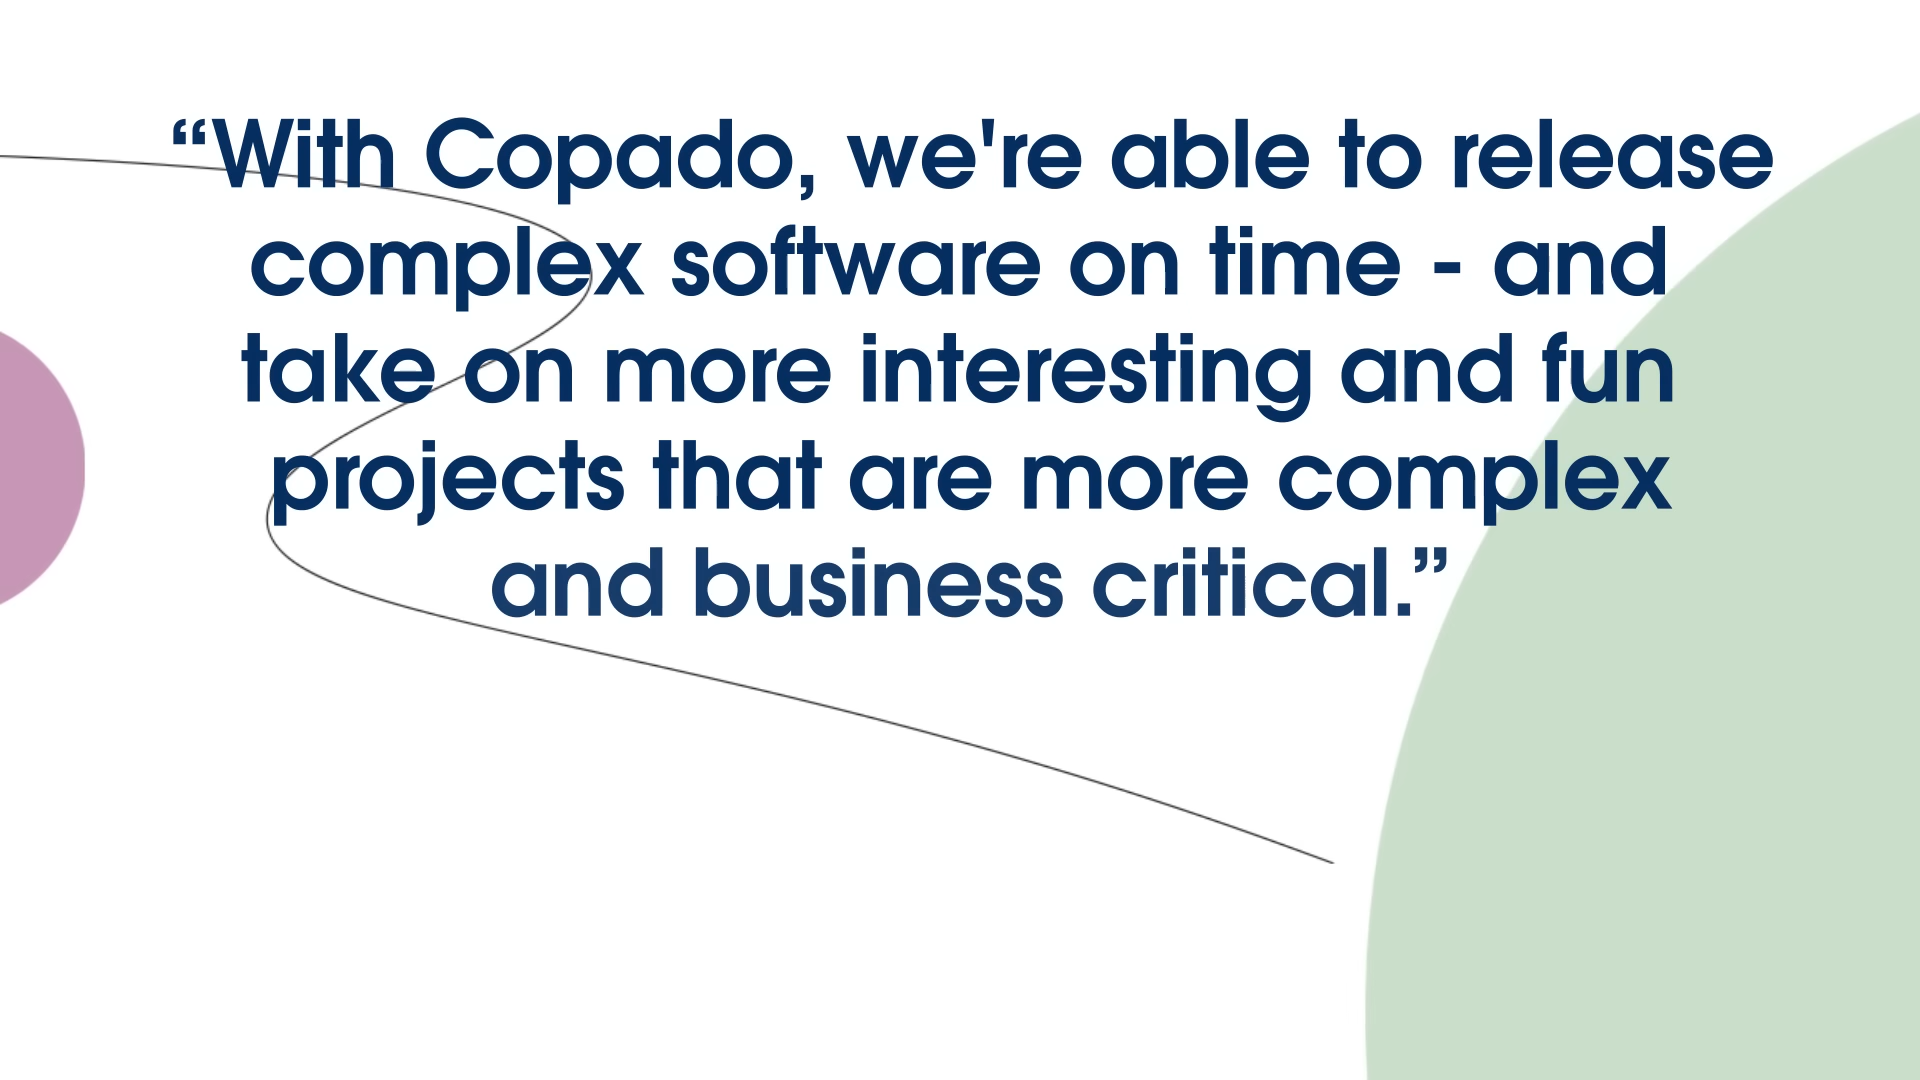 “With Copado, we're able to release
complex software on time - and
take on more interesting and fun
projects that are more complex
and business critical.”